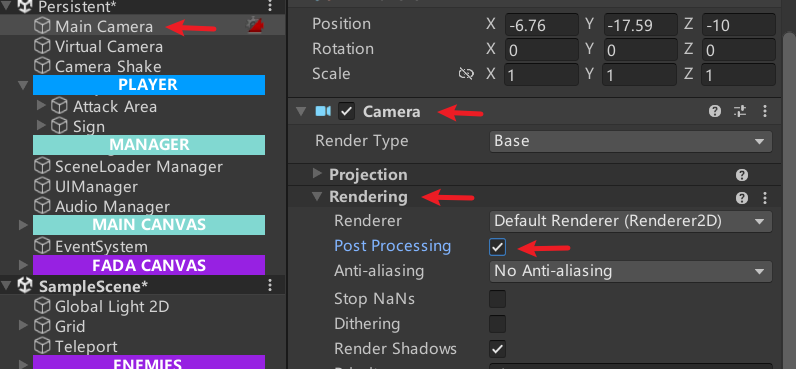 Persistent*
Main Camera
Virtual Camera
Camera Shake
PLAYER
Attack Area
Sign
MANAGER
SceneLoader Manager
UIManager
Audio Manager
MAIN CANVAS
EventSystem
FADA CANVAS
SampleScene*
Global Light 2D
Grid
Teleport
ENEMIES
Position X -6.76 Y -17.59 Z -10
Rotation X 0 Y 0 Z 0
Scale X 1 Y 1 Z 1
Camera
Render Type Base
Projection
Rendering
Renderer Default Renderer (Renderer2D)
Post Processing
Anti-aliasing No Anti-aliasing
Stop NaNs
Dithering
Render Shadows